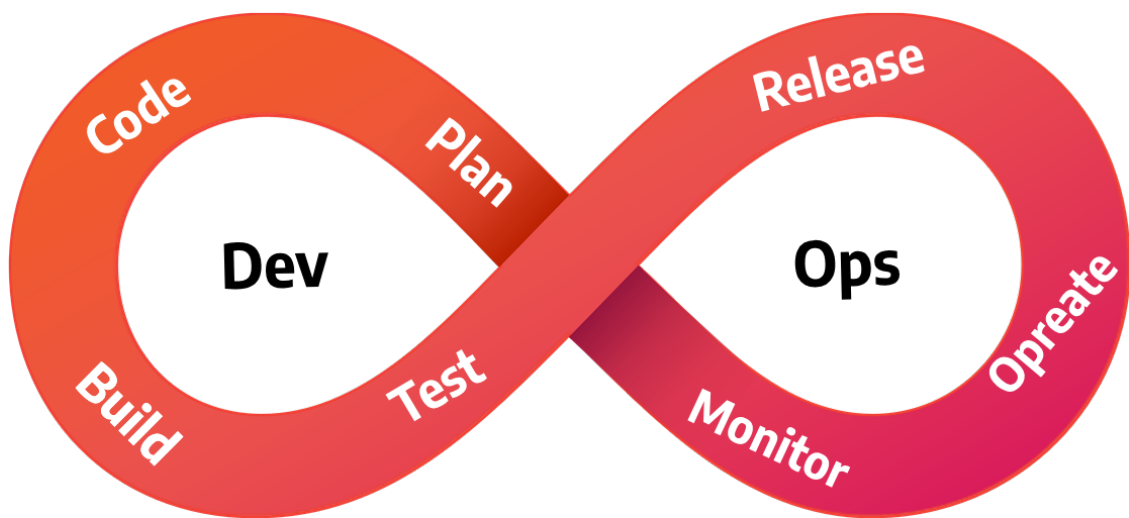 Code
Plan
Release
Dev
Ops
Opreate
Build
Test
Monitor